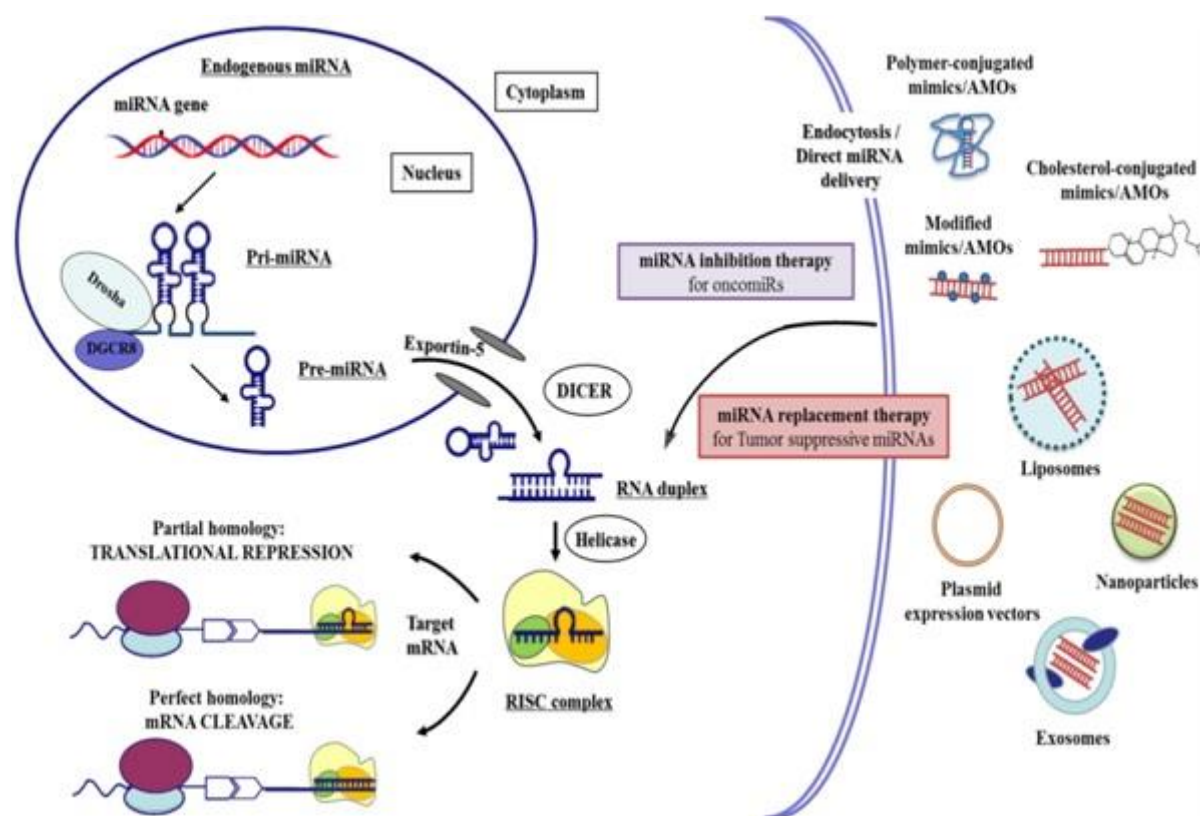 Endogenous miRNA
miRNA gene
Cytoplasm
Nucleus
Pri-miRNA
Drosha
DGCR8
Pre-miRNA
Exportin-5
DICER
RNA duplex
Helicase
Partial homology:
TRANSLATIONAL REPRESSION
Target
mRNA
RISC complex
Perfect homology:
mRNA CLEAVAGE
miRNA inhibition therapy
for oncomiRs
miRNA replacement therapy
for Tumor suppressive miRNAs
Endocytosis /
Direct miRNA
delivery
Polymer-conjugated
mimics/AMOs
Cholesterol-conjugated
mimics/AMOs
Modified
mimics/AMOs
Liposomes
Plasmid
expression vectors
Nanoparticles
Exosomes